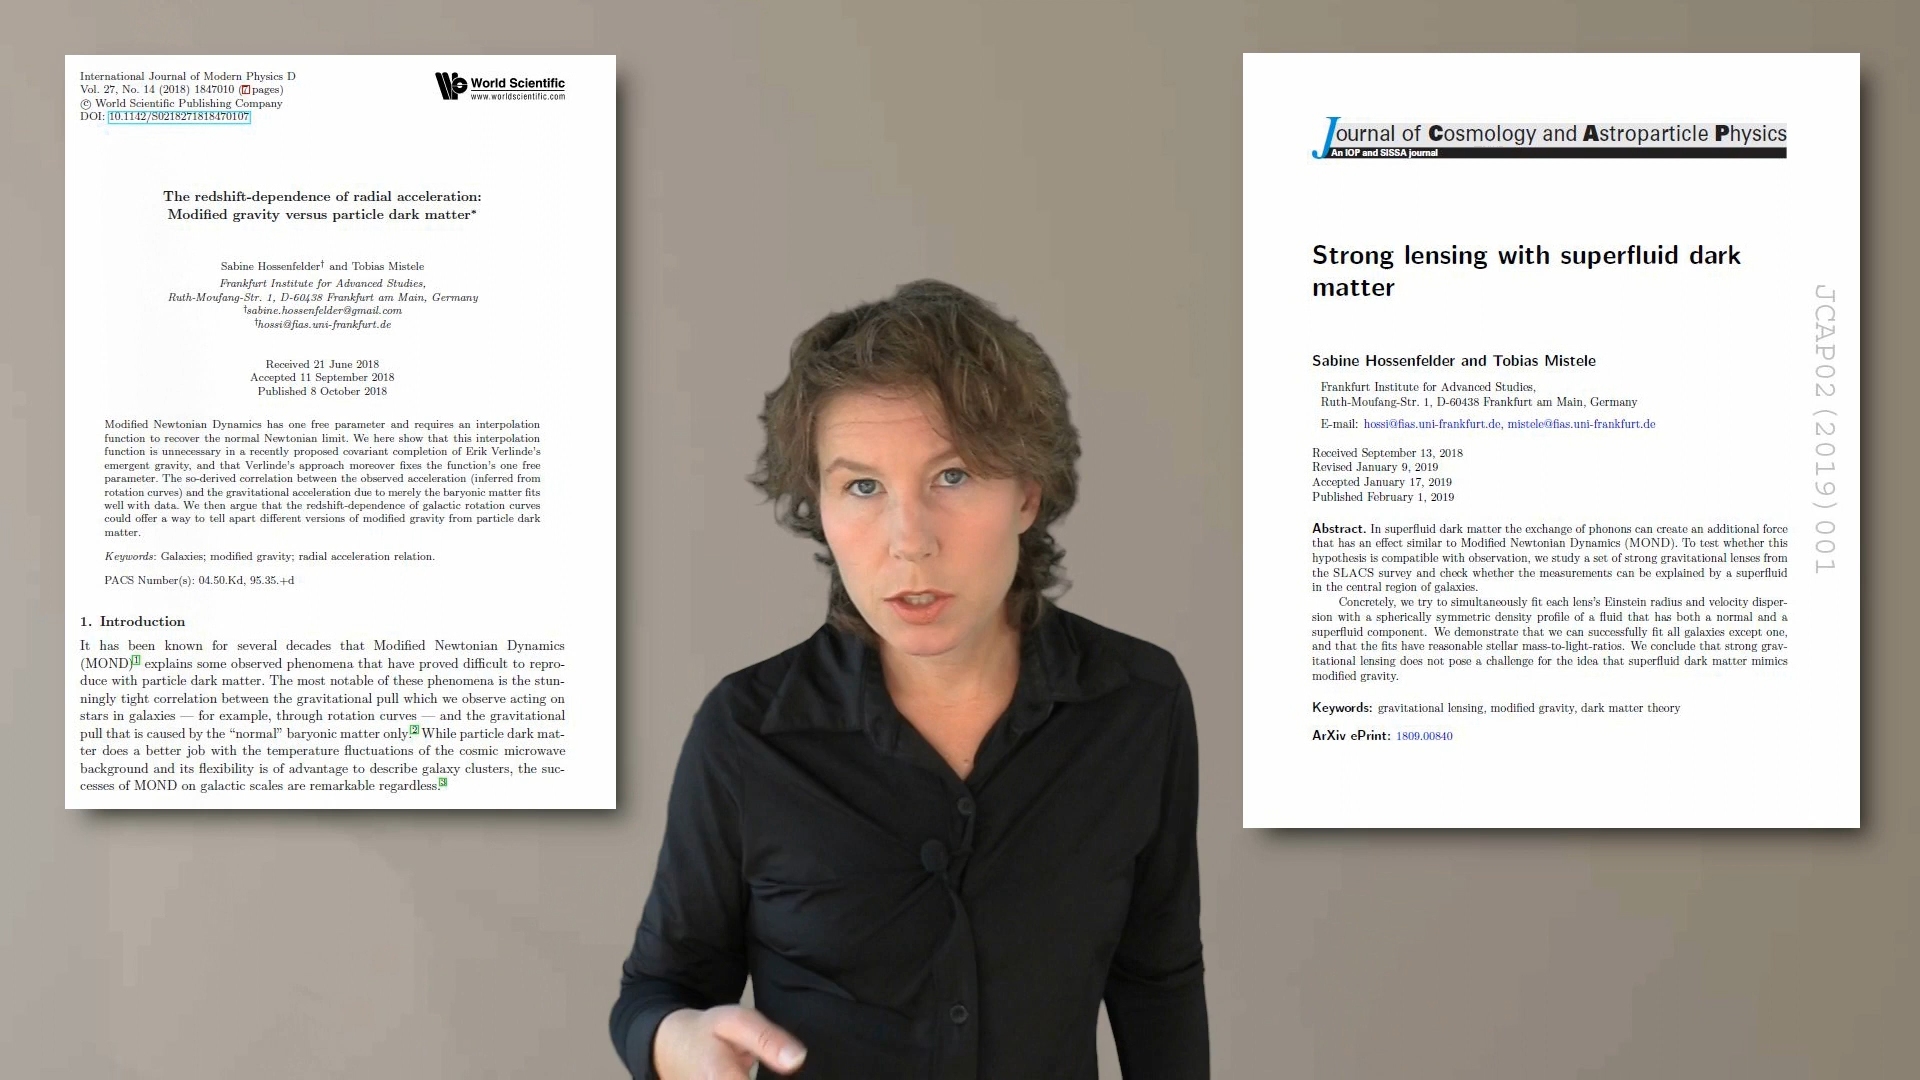 International Journal of Modern Physics D
Vol. 27, No. 14 (2018) 1847010 (7 pages)
© World Scientific Publishing Company
DOI: 10.1142/S0218271818470107
World Scientific
www.worldscientific.com
The redshift-dependence of radial acceleration:
Modified gravity versus particle dark matter*
Sabine Hossenfelder† and Tobias Mistele
Frankfurt Institute for Advanced Studies,
Ruth-Moufang-Str. 1, D-60438 Frankfurt am Main, Germany
†sabine.hossenfelder@gmail.com
†hossi@fias.uni-frankfurt.de
Received 21 June 2018
Accepted 11 September 2018
Published 8 October 2018
Modified Newtonian Dynamics has one free parameter and requires an interpolation
function to recover the normal Newtonian limit. We here show that this interpolation
function is unnecessary in a recently proposed covariant completion of Erik Verlinde's
emergent gravity, and that Verlinde's approach moreover fixes the function's one free
parameter. The so-derived correlation between the observed acceleration (inferred from
rotation curves) and the gravitational acceleration due to merely the baryonic matter fits
well with data. We then argue that the redshift-dependence of galactic rotation curves
could offer a way to tell apart different versions of modified gravity from particle dark
matter.
Keywords: Galaxies; modified gravity; radial acceleration relation.
PACS Number(s): 04.50.Kd, 95.35.+d
1. Introduction
It has been known for several decades that Modified Newtonian Dynamics
(MOND)1 explains some observed phenomena that have proved difficult to repro-
duce with particle dark matter. The most notable of these phenomena is the stun-
ningly tight correlation between the gravitational pull which we observe acting on
stars in galaxies — for example, through rotation curves — and the gravitational
pull that is caused by the "normal" baryonic matter only.2 While particle dark mat-
ter does a better job with the temperature fluctuations of the cosmic microwave
background and its flexibility is of advantage to describe galaxy clusters, the suc-
cesses of MOND on galactic scales are remarkable regardless.3
Journal of Cosmology and Astroparticle Physics
An IOP and SISSA journal
Strong lensing with superfluid dark
matter
Sabine Hossenfelder and Tobias Mistele
Frankfurt Institute for Advanced Studies,
Ruth-Moufang-Str. 1, D-60438 Frankfurt am Main, Germany
E-mail: hossi@fias.uni-frankfurt.de, mistele@fias.uni-frankfurt.de
Received September 13, 2018
Revised January 9, 2019
Accepted January 17, 2019
Published February 1, 2019
Abstract. In superfluid dark matter the exchange of phonons can create an additional force
that has an effect similar to Modified Newtonian Dynamics (MOND). To test whether this
hypothesis is compatible with observation, we study a set of strong gravitational lenses from
the SLACS survey and check whether the measurements can be explained by a superfluid
in the central region of galaxies.
Concretely, we try to simultaneously fit each lens's Einstein radius and velocity disper-
sion with a spherically symmetric density profile of a fluid that has both a normal and a
superfluid component. We demonstrate that we can successfully fit all galaxies except one,
and that the fits have reasonable stellar mass-to-light-ratios. We conclude that strong grav-
itational lensing does not pose a challenge for the idea that superfluid dark matter mimics
modified gravity.
Keywords: gravitational lensing, modified gravity, dark matter theory
ArXiv ePrint: 1809.00840
JCAP02(2019)001